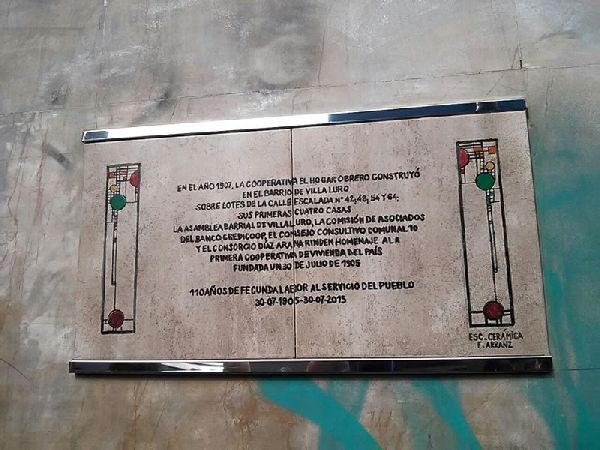 EN EL AÑO 1907, LA COOPERATIVA EL HOGAR OBRERO CONSTRUYÓ
EN EL BARRIO DE VILLA LURO
SOBRE LOTES DE LA CALLE ESCALADA Nº 42,48,54 Y 64;
SUS PRIMERAS CUATRO CASAS
LA ASAMBLEA BARRIAL DE VILLA LURO, LA COMISIÓN DE ASOCIADOS
DEL BANCO CREDICOOP, EL CONSEJO CONSULTIVO COMUNAL 10
Y EL CONSORCIO DÍAZ ARANA RINDEN HOMENAJE A LA
PRIMERA COOPERATIVA DE VIVIENDA DEL PAÍS
FUNDADA UN 30 DE JULIO DE 1905
110 AÑOS DE FECUNDA LABOR AL SERVICIO DEL PUEBLO
30-07-1905-30-07-2015
ESC. CERÁMICA
F. ARRANZ